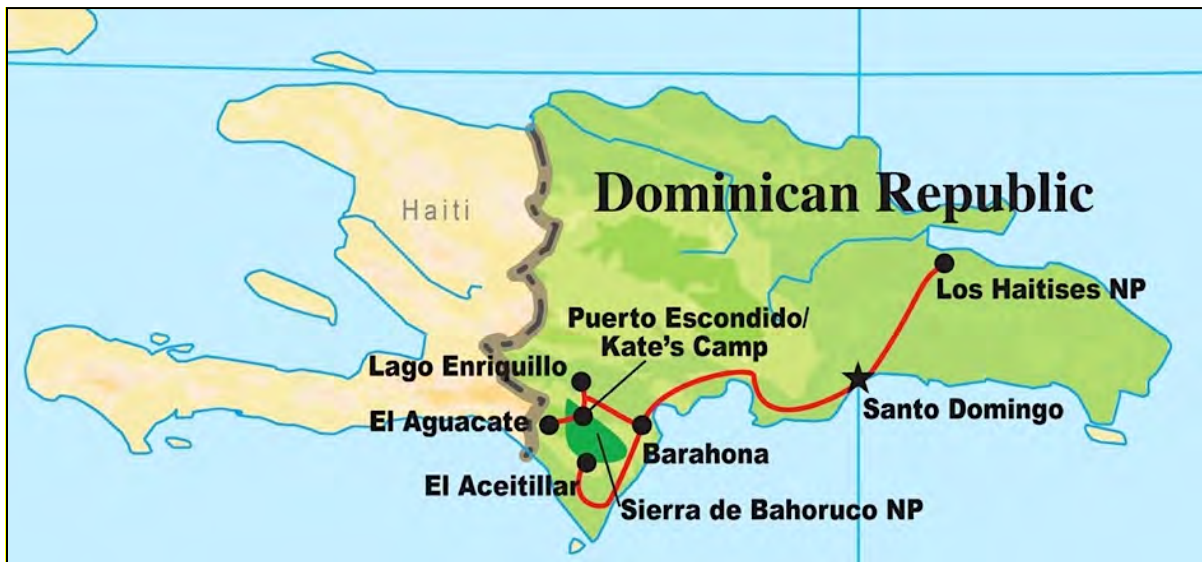 Haiti
Dominican Republic
Los Haitises NP
Puerto Escondido/
Kate's Camp
Lago Enriquillo
El Aguacate
Santo Domingo
Barahona
El Aceitillar
Sierra de Bahoruco NP